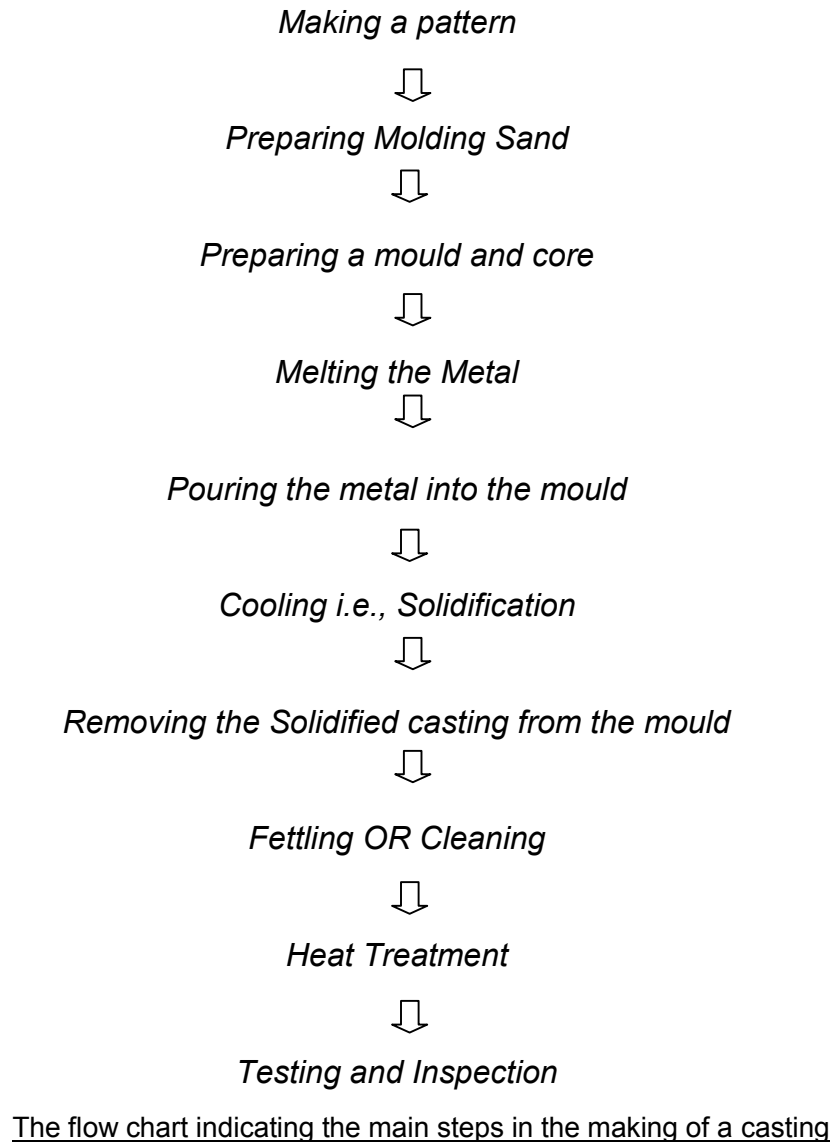 Making a pattern
Preparing Molding Sand
Preparing a mould and core
Melting the Metal
Pouring the metal into the mould
Cooling i.e., Solidification
Removing the Solidified casting from the mould
Fettling OR Cleaning
Heat Treatment
Testing and Inspection
The flow chart indicating the main steps in the making of a casting